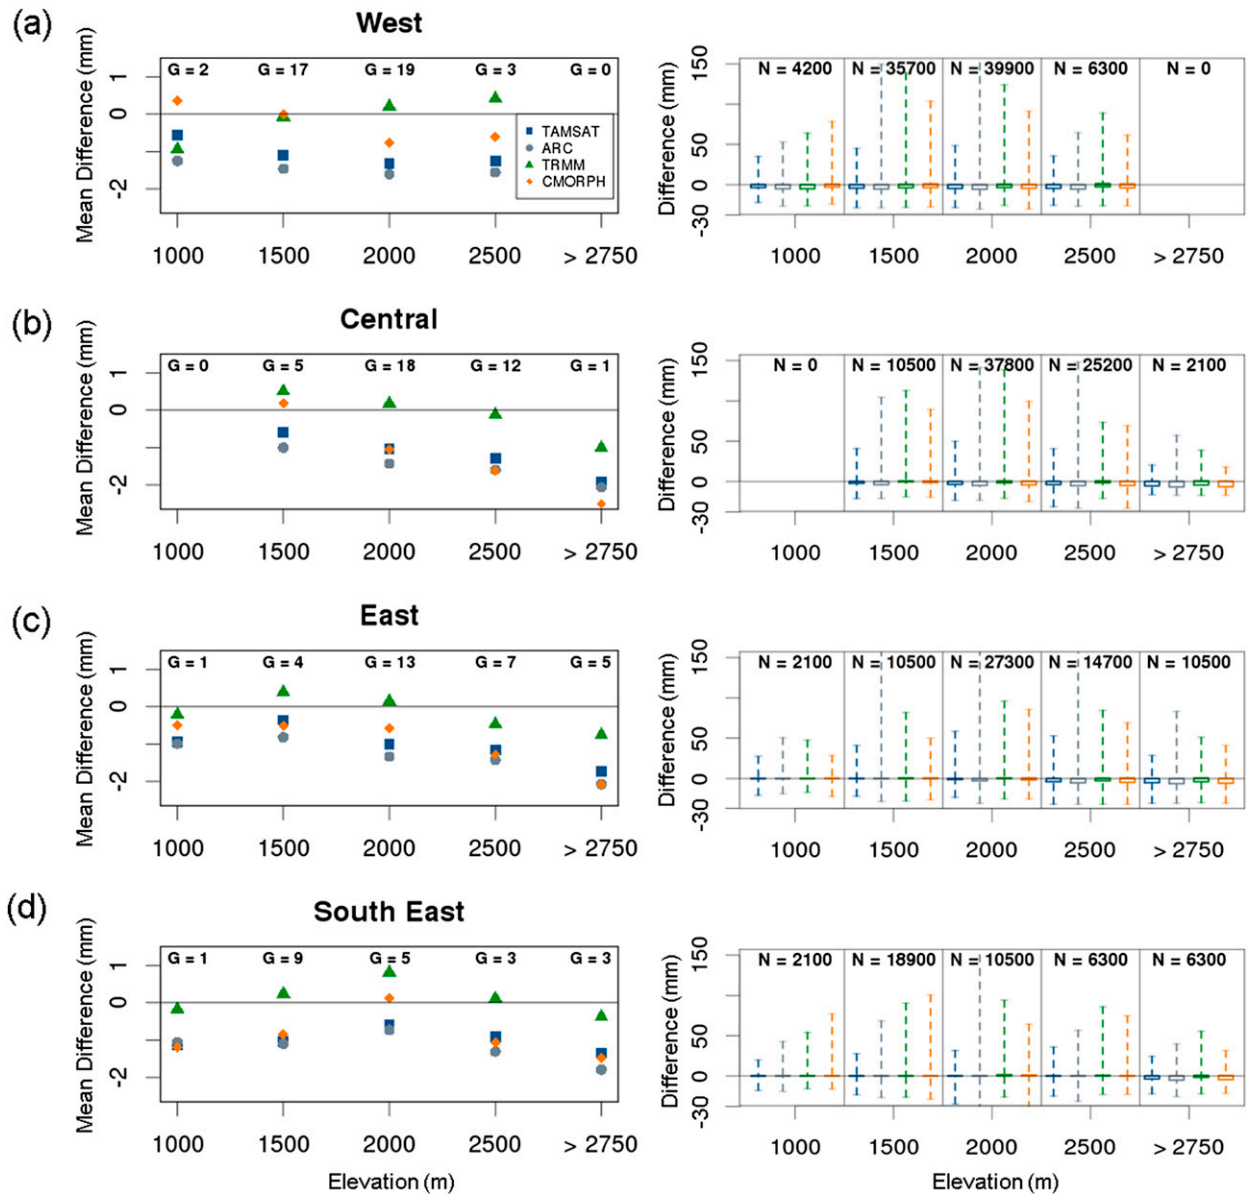 (a)
West
Mean Difference (mm)
1
0
-2
G = 2 G = 17 G = 19 G = 3 G = 0
TAMSAT
ARC
TRMM
CMORPH
1000 1500 2000 2500 > 2750
Difference (mm)
150
50
0
-30
N = 4200 N = 35700 N = 39900 N = 6300 N = 0
1000 1500 2000 2500 > 2750
(b)
Central
Mean Difference (mm)
1
0
-2
G = 0 G = 5 G = 18 G = 12 G = 1
1000 1500 2000 2500 > 2750
Difference (mm)
150
50
0
-30
N = 0 N = 10500 N = 37800 N = 25200 N = 2100
1000 1500 2000 2500 > 2750
(c)
East
Mean Difference (mm)
1
0
-2
G = 1 G = 4 G = 13 G = 7 G = 5
1000 1500 2000 2500 > 2750
Difference (mm)
150
50
0
-30
N = 2100 N = 10500 N = 27300 N = 14700 N = 10500
1000 1500 2000 2500 > 2750
(d)
South East
Mean Difference (mm)
1
0
-2
G = 1 G = 9 G = 5 G = 3 G = 3
1000 1500 2000 2500 > 2750
Elevation (m)
Difference (mm)
150
50
0
-30
N = 2100 N = 18900 N = 10500 N = 6300 N = 6300
1000 1500 2000 2500 > 2750
Elevation (m)